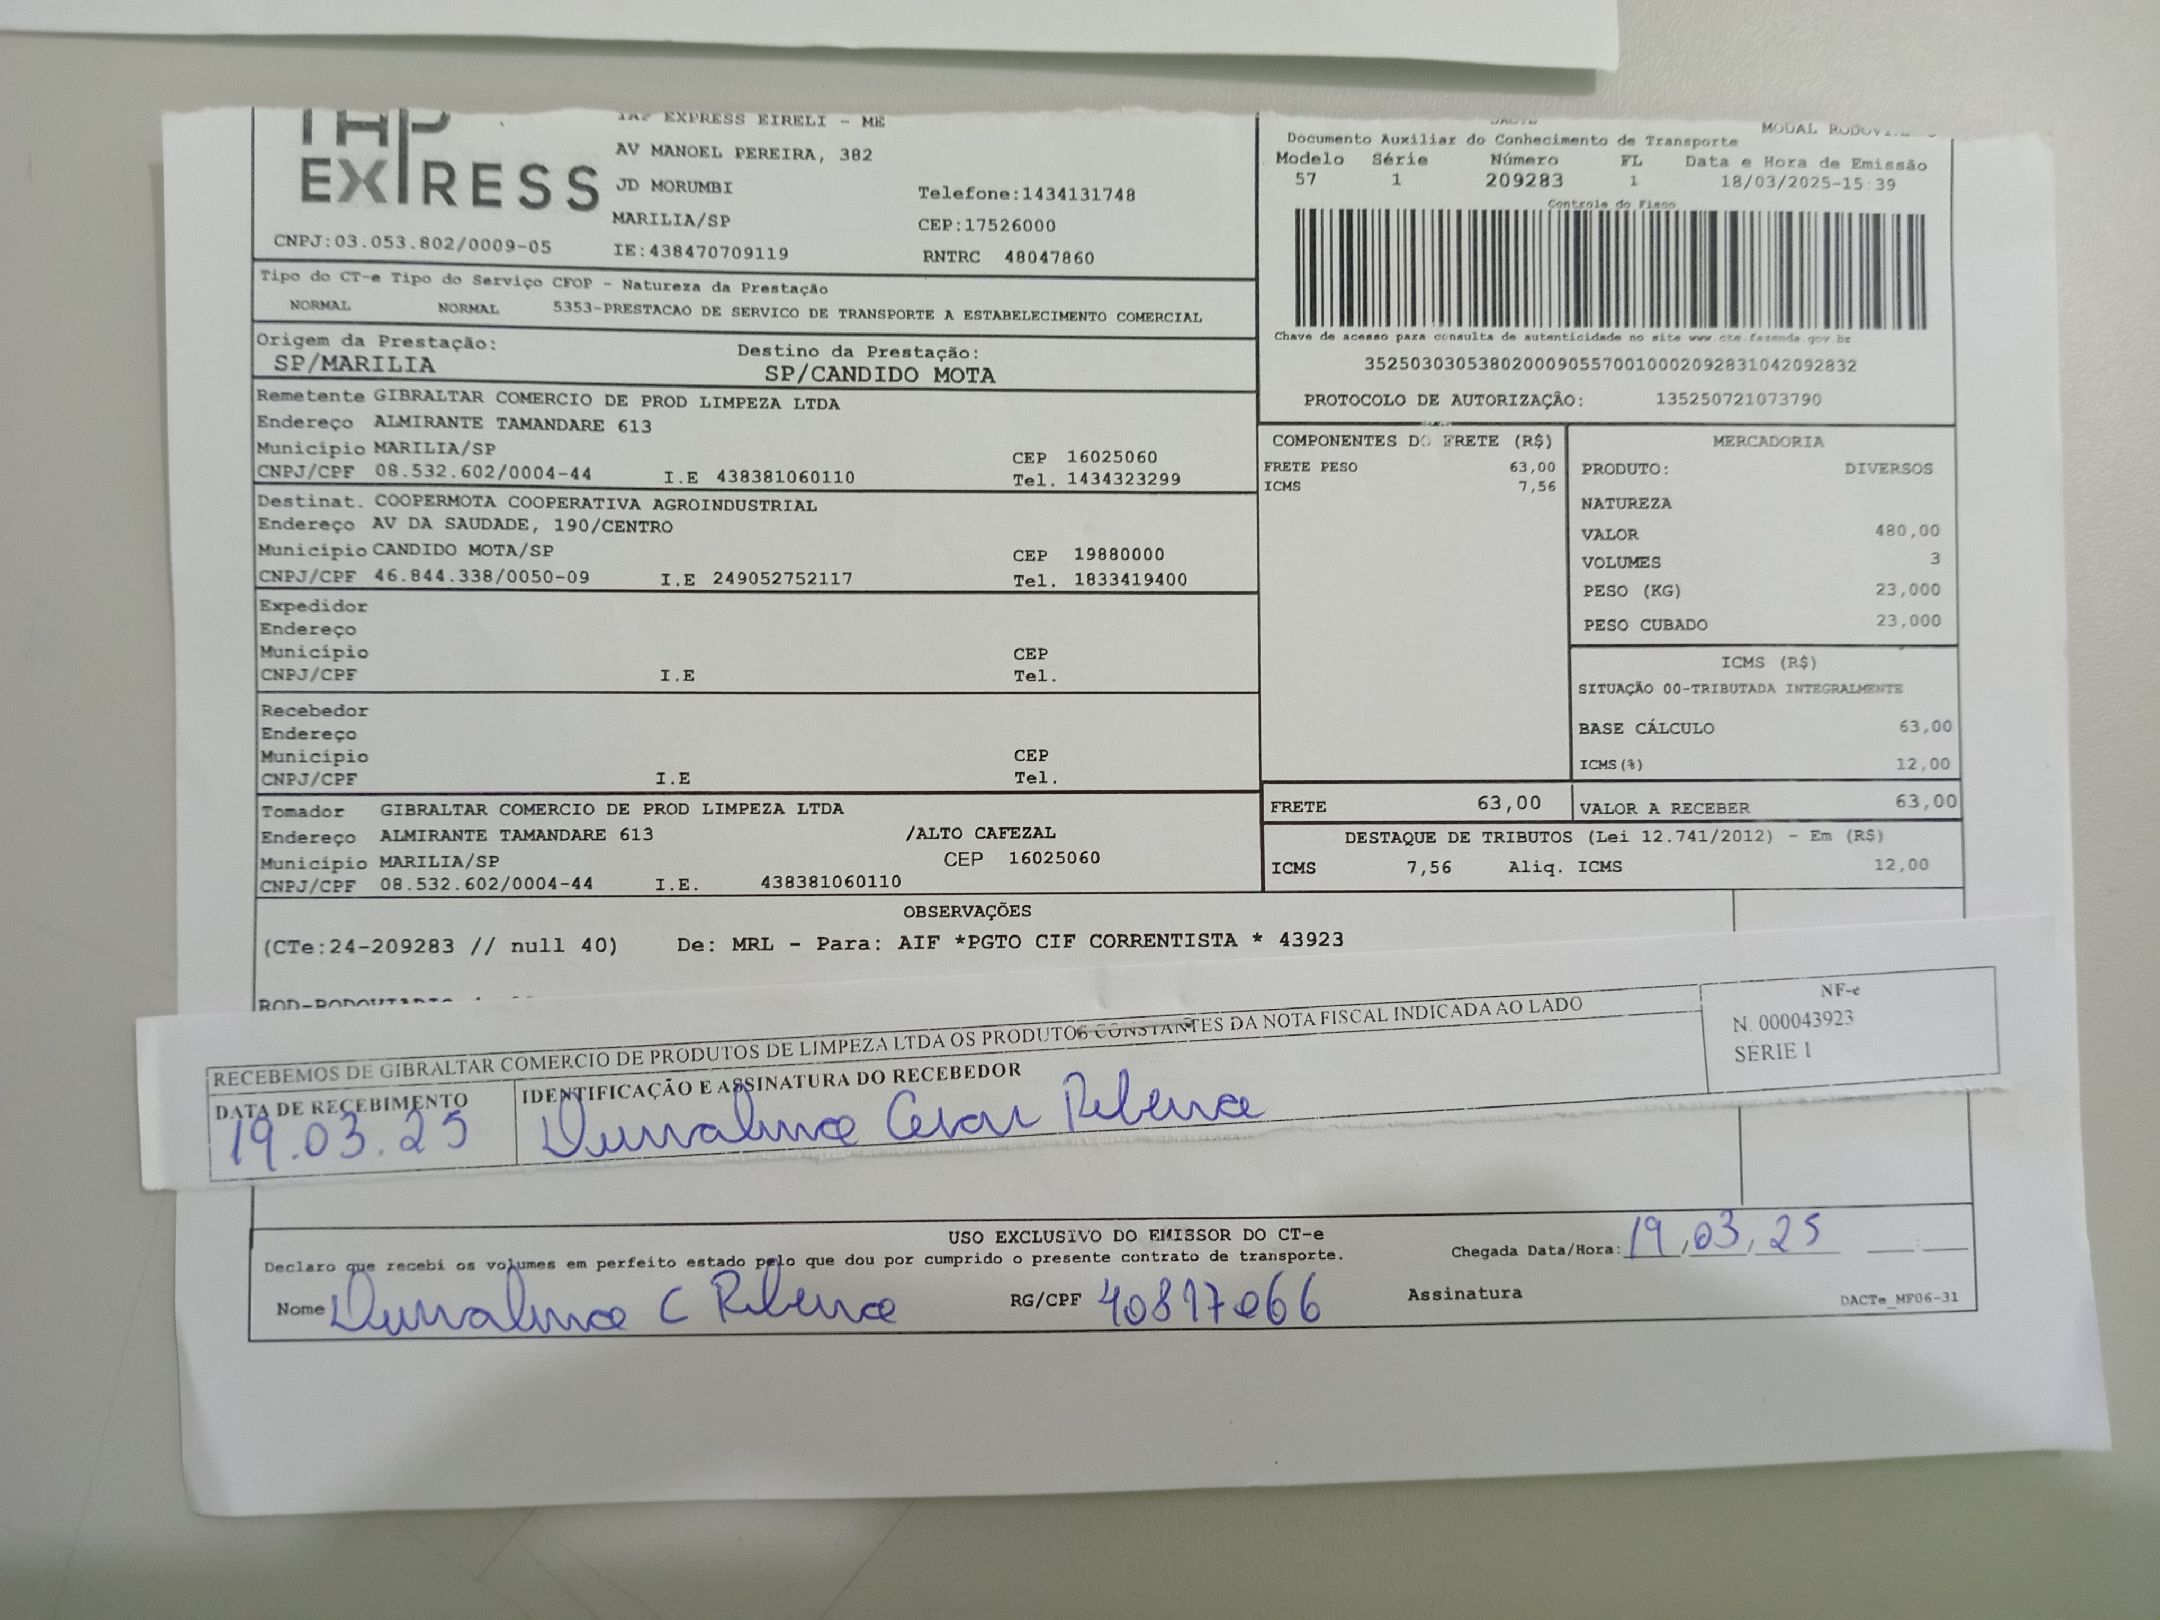 EXPRESS
CNPJ:03.053.802/0009-05
EXPRESS EIRELI - ME
AV MANOEL PEREIRA, 382
JD MORUMBI
MARILIA/SP
IE:438470709119
Telefone:1434131748
CEP:17526000
RNTRC 48047860
MODAL
Documento Auxiliar do Conhecimento de Transporte
Modelo Série Número FL Data e Hora de Emissão
57 1 209283 1 18/03/2025-15:39
Controle do Fisco
Chave de acesso para consulta de autenticidade no site www.cte.fazenda.gov.br
35250303053802000905570010002092831042092832
PROTOCOLO DE AUTORIZAÇÃO: 135250721073790
Tipo do CT-e Tipo do Serviço CFOP - Natureza da Prestação
NORMAL NORMAL 5353-PRESTACAO DE SERVICO DE TRANSPORTE A ESTABELECIMENTO COMERCIAL
Origem da Prestação: Destino da Prestação:
SP/MARILIA SP/CANDIDO MOTA
Remetente GIBRALTAR COMERCIO DE PROD LIMPEZA LTDA
Endereço ALMIRANTE TAMANDARE 613
Município MARILIA/SP CEP 16025060
CNPJ/CPF 08.532.602/0004-44 I.E 438381060110 Tel. 1434323299
Destinat. COOPERMOTA COOPERATIVA AGROINDUSTRIAL
Endereço AV DA SAUDADE, 190/CENTRO
Município CANDIDO MOTA/SP CEP 19880000
CNPJ/CPF 46.844.338/0050-09 I.E 249052752117 Tel. 1833419400
Expedidor
Endereço
Município CEP
CNPJ/CPF I.E Tel.
Recebedor
Endereço
Município CEP
CNPJ/CPF I.E Tel.
Tomador GIBRALTAR COMERCIO DE PROD LIMPEZA LTDA
Endereço ALMIRANTE TAMANDARE 613 /ALTO CAFEZAL
Município MARILIA/SP CEP 16025060
CNPJ/CPF 08.532.602/0004-44 I.E. 438381060110
COMPONENTES DO FRETE (R$)
FRETE PESO 63,00
ICMS 7,56
MERCADORIA
PRODUTO: DIVERSOS
NATUREZA
VALOR 480,00
VOLUMES 3
PESO (KG) 23,000
PESO CUBADO 23,000
ICMS (R$)
SITUAÇÃO 00-TRIBUTADA INTEGRALMENTE
BASE CÁLCULO 63,00
ICMS(%) 12,00
FRETE 63,00 VALOR A RECEBER 63,00
DESTAQUE DE TRIBUTOS (Lei 12.741/2012) - Em (R$)
ICMS 7,56 Aliq. ICMS 12,00
OBSERVAÇÕES
(CTe:24-209283 // null 40) De: MRL - Para: AIF *PGTO CIF CORRENTISTA * 43923
RECEBEMOS DE GIBRALTAR COMERCIO DE PRODUTOS DE LIMPEZA LTDA OS PRODUTOS CONSTANTES DA NOTA FISCAL INDICADA AO LADO
DATA DE RECEBIMENTO IDENTIFICAÇÃO E ASSINATURA DO RECEBEDOR
19.03.25
NF-e
N. 000043923
SÉRIE 1
USO EXCLUSIVO DO EMISSOR DO CT-e
Declaro que recebi os volumes em perfeito estado pelo que dou por cumprido o presente contrato de transporte. Chegada Data/Hora: 19,03,25
Nome RG/CPF 40817066 Assinatura
DACTe_MF06-31